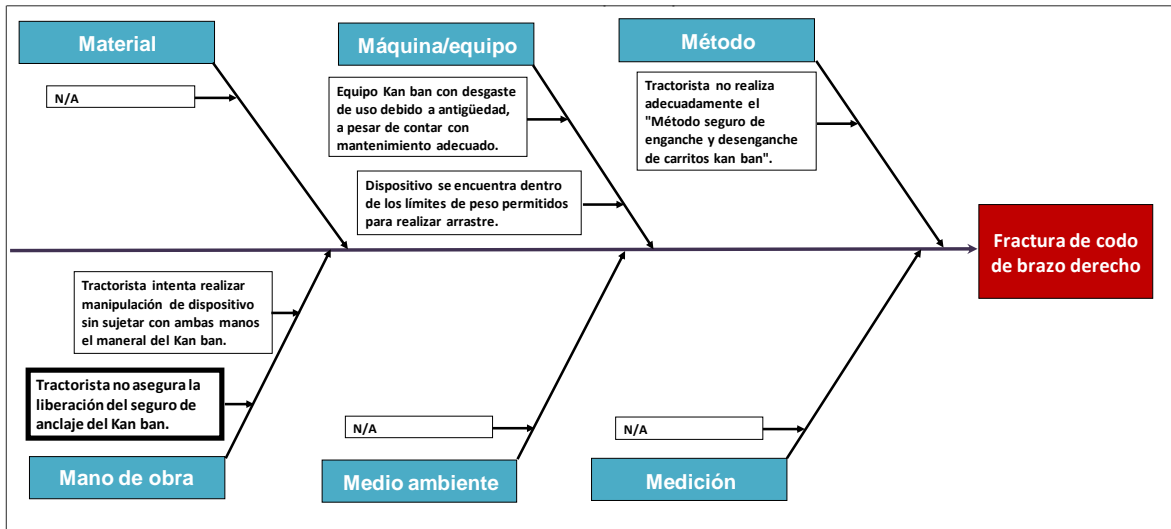 Material
Máquina/equipo
Método
N/A
Equipo Kan ban con desgaste
de uso debido a antigüedad,
a pesar de contar con
mantenimiento adecuado.
Tractorista no realiza
adecuadamente el
"Método seguro de
enganche y desenganche
de carritos kan ban".
Dispositivo se encuentra dentro
de los límites de peso permitidos
para realizar arrastre.
Fractura de codo
de brazo derecho
Tractorista intenta realizar
manipulación de dispositivo
sin sujetar con ambas manos
el maneral del Kan ban.
Tractorista no asegura la
liberación del seguro de
anclaje del Kan ban.
N/A
N/A
Mano de obra
Medio ambiente
Medición